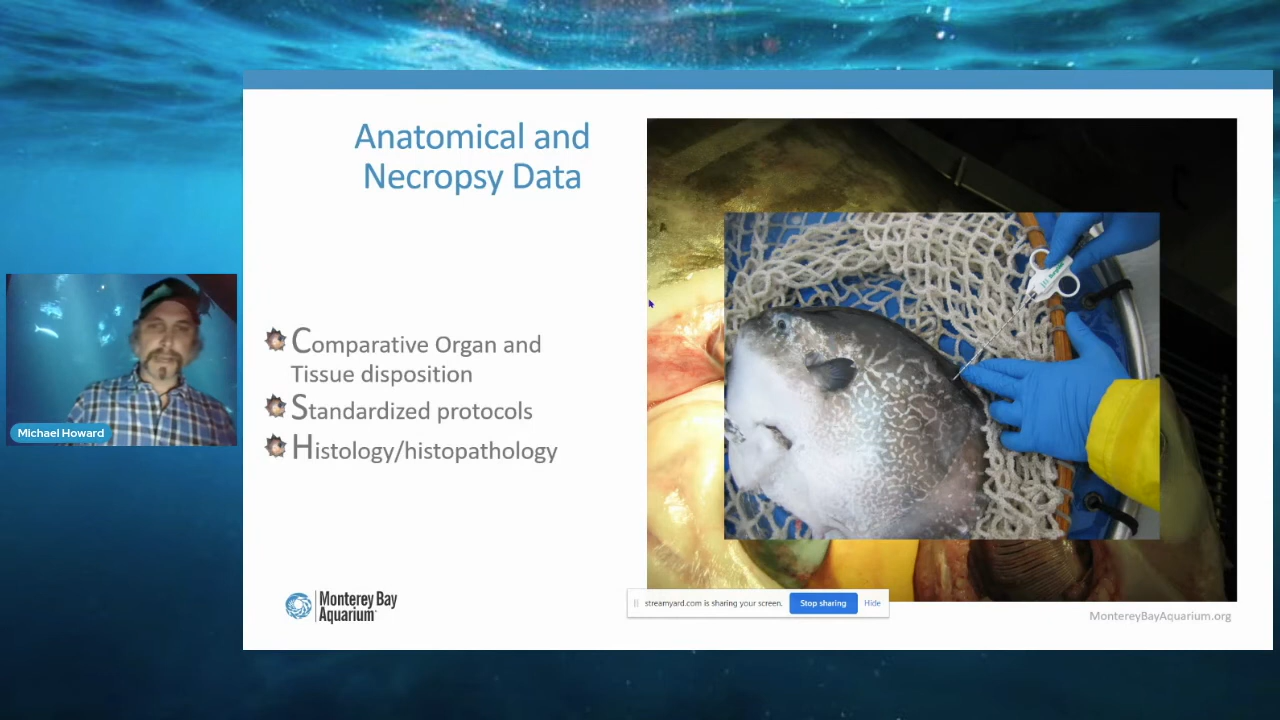 Anatomical and
Necropsy Data
Comparative Organ and
Tissue disposition
Standardized protocols
Histology/histopathology
Michael Howard
Monterey Bay
Aquarium
streamyard.com is sharing your screen.
Stop sharing
Hide
MontereyBayAquarium.org